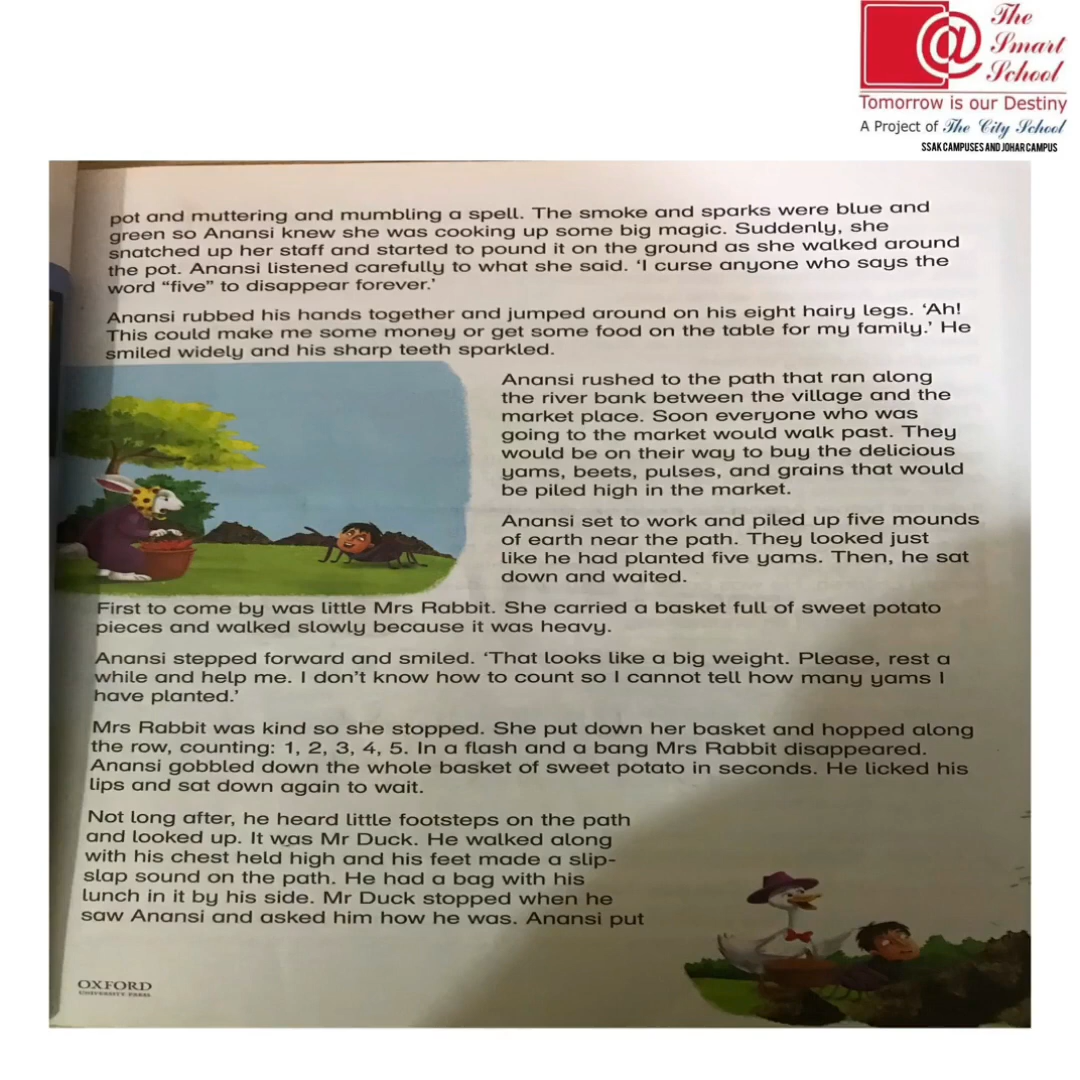 The
Smart
School
Tomorrow is our Destiny
A Project of The City School
SSAK CAMPUSES AND JOHAR CAMPUS
pot and muttering and mumbling a spell. The smoke and sparks were blue and
green so Anansi knew she was cooking up some big magic. Suddenly, she
snatched up her staff and started to pound it on the ground as she walked around
the pot. Anansi listened carefully to what she said. ‘I curse anyone who says the
word “five” to disappear forever.’
Anansi rubbed his hands together and jumped around on his eight hairy legs. ‘Ah!
This could make me some money or get some food on the table for my family.’ He
smiled widely and his sharp teeth sparkled.
Anansi rushed to the path that ran along
the river bank between the village and the
market place. Soon everyone who was
going to the market would walk past. They
would be on their way to buy the delicious
yams, beets, pulses, and grains that would
be piled high in the market.
Anansi set to work and piled up five mounds
of earth near the path. They looked just
like he had planted five yams. Then, he sat
down and waited.
First to come by was little Mrs Rabbit. She carried a basket full of sweet potato
pieces and walked slowly because it was heavy.
Anansi stepped forward and smiled. ‘That looks like a big weight. Please, rest a
while and help me. I don’t know how to count so I cannot tell how many yams I
have planted.’
Mrs Rabbit was kind so she stopped. She put down her basket and hopped along
the row, counting: 1, 2, 3, 4, 5. In a flash and a bang Mrs Rabbit disappeared.
Anansi gobbled down the whole basket of sweet potato in seconds. He licked his
lips and sat down again to wait.
Not long after, he heard little footsteps on the path
and looked up. It was Mr Duck. He walked along
with his chest held high and his feet made a slip-
slap sound on the path. He had a bag with his
lunch in it by his side. Mr Duck stopped when he
saw Anansi and asked him how he was. Anansi put
OXFORD
UNIVERSITY PRESS